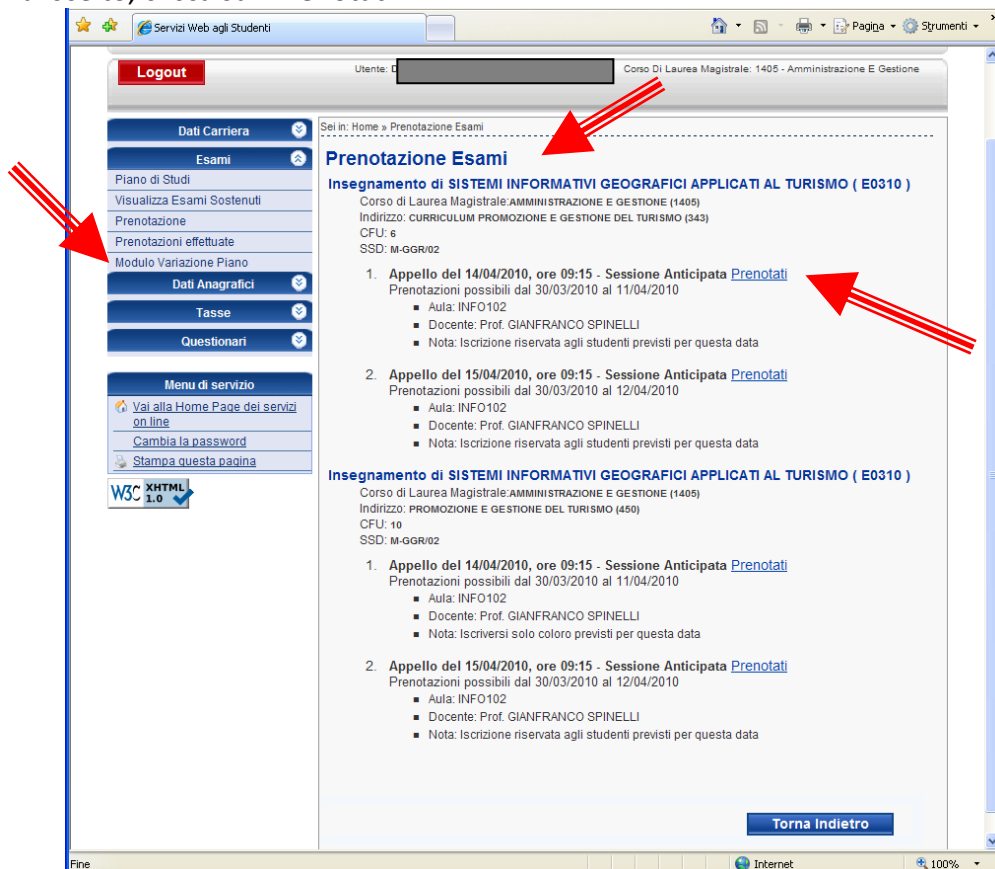 Servizi Web agli Studenti
Pagina
Strumenti
Logout
Utente: D
Corso Di Laurea Magistrale: 1405 - Amministrazione E Gestione
Dati Carriera
Esami
Piano di Studi
Visualizza Esami Sostenuti
Prenotazione
Prenotazioni effettuate
Modulo Variazione Piano
Dati Anagrafici
Tasse
Questionari
Menu di servizio
Vai alla Home Page dei servizi
on line
Cambia la password
Stampa questa pagina
W3C XHTML
1.0
Sei in: Home » Prenotazione Esami
Prenotazione Esami
Insegnamento di SISTEMI INFORMATIVI GEOGRAFICI APPLICATI AL TURISMO ( E0310 )
Corso di Laurea Magistrale:AMMINISTRAZIONE E GESTIONE (1405)
Indirizzo: CURRICULUM PROMOZIONE E GESTIONE DEL TURISMO (343)
CFU: 6
SSD: M-GGR/02
1. Appello del 14/04/2010, ore 09:15 - Sessione Anticipata Prenotati
Prenotazioni possibili dal 30/03/2010 al 11/04/2010
Aula: INFO102
Docente: Prof. GIANFRANCO SPINELLI
Nota: Iscrizione riservata agli studenti previsti per questa data
2. Appello del 15/04/2010, ore 09:15 - Sessione Anticipata Prenotati
Prenotazioni possibili dal 30/03/2010 al 12/04/2010
Aula: INFO102
Docente: Prof. GIANFRANCO SPINELLI
Nota: Iscrizione riservata agli studenti previsti per questa data
Insegnamento di SISTEMI INFORMATIVI GEOGRAFICI APPLICATI AL TURISMO ( E0310 )
Corso di Laurea Magistrale:AMMINISTRAZIONE E GESTIONE (1405)
Indirizzo: PROMOZIONE E GESTIONE DEL TURISMO (450)
CFU: 10
SSD: M-GGR/02
1. Appello del 14/04/2010, ore 09:15 - Sessione Anticipata Prenotati
Prenotazioni possibili dal 30/03/2010 al 11/04/2010
Aula: INFO102
Docente: Prof. GIANFRANCO SPINELLI
Nota: Iscriversi solo coloro previsti per questa data
2. Appello del 15/04/2010, ore 09:15 - Sessione Anticipata Prenotati
Prenotazioni possibili dal 30/03/2010 al 12/04/2010
Aula: INFO102
Docente: Prof. GIANFRANCO SPINELLI
Nota: Iscrizione riservata agli studenti previsti per questa data
Torna Indietro
Fine
Internet
100%